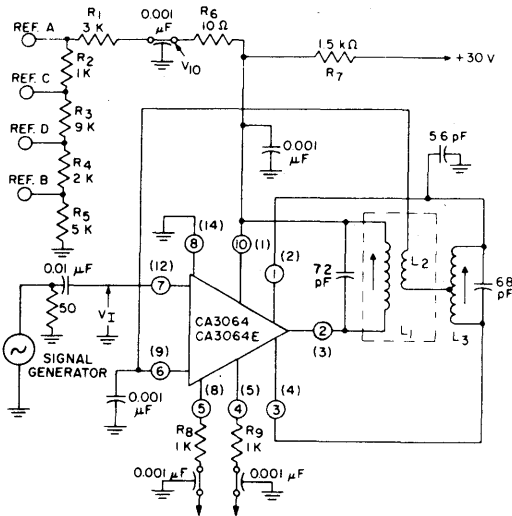 REF. A
R1
3 K
0.001
µF
V10
R6
10 Ω
1.5 kΩ
R7
+30 V
R2
1K
REF. C
R3
9 K
REF. D
R4
2 K
REF. B
R5
5 K
0.001
µF
56 pF
(14)
8
10
(1)
(2)
1
72
pF
L2
L1
68
pF
L3
0.01 µF
(12)
7
50
VI
SIGNAL
GENERATOR
CA3064
CA3064E
2
(3)
(9)
6
0.001
µF
(8)
5
(5)
4
(4)
3
R8
1 K
R9
1K
0.001 µF
0.001 µF